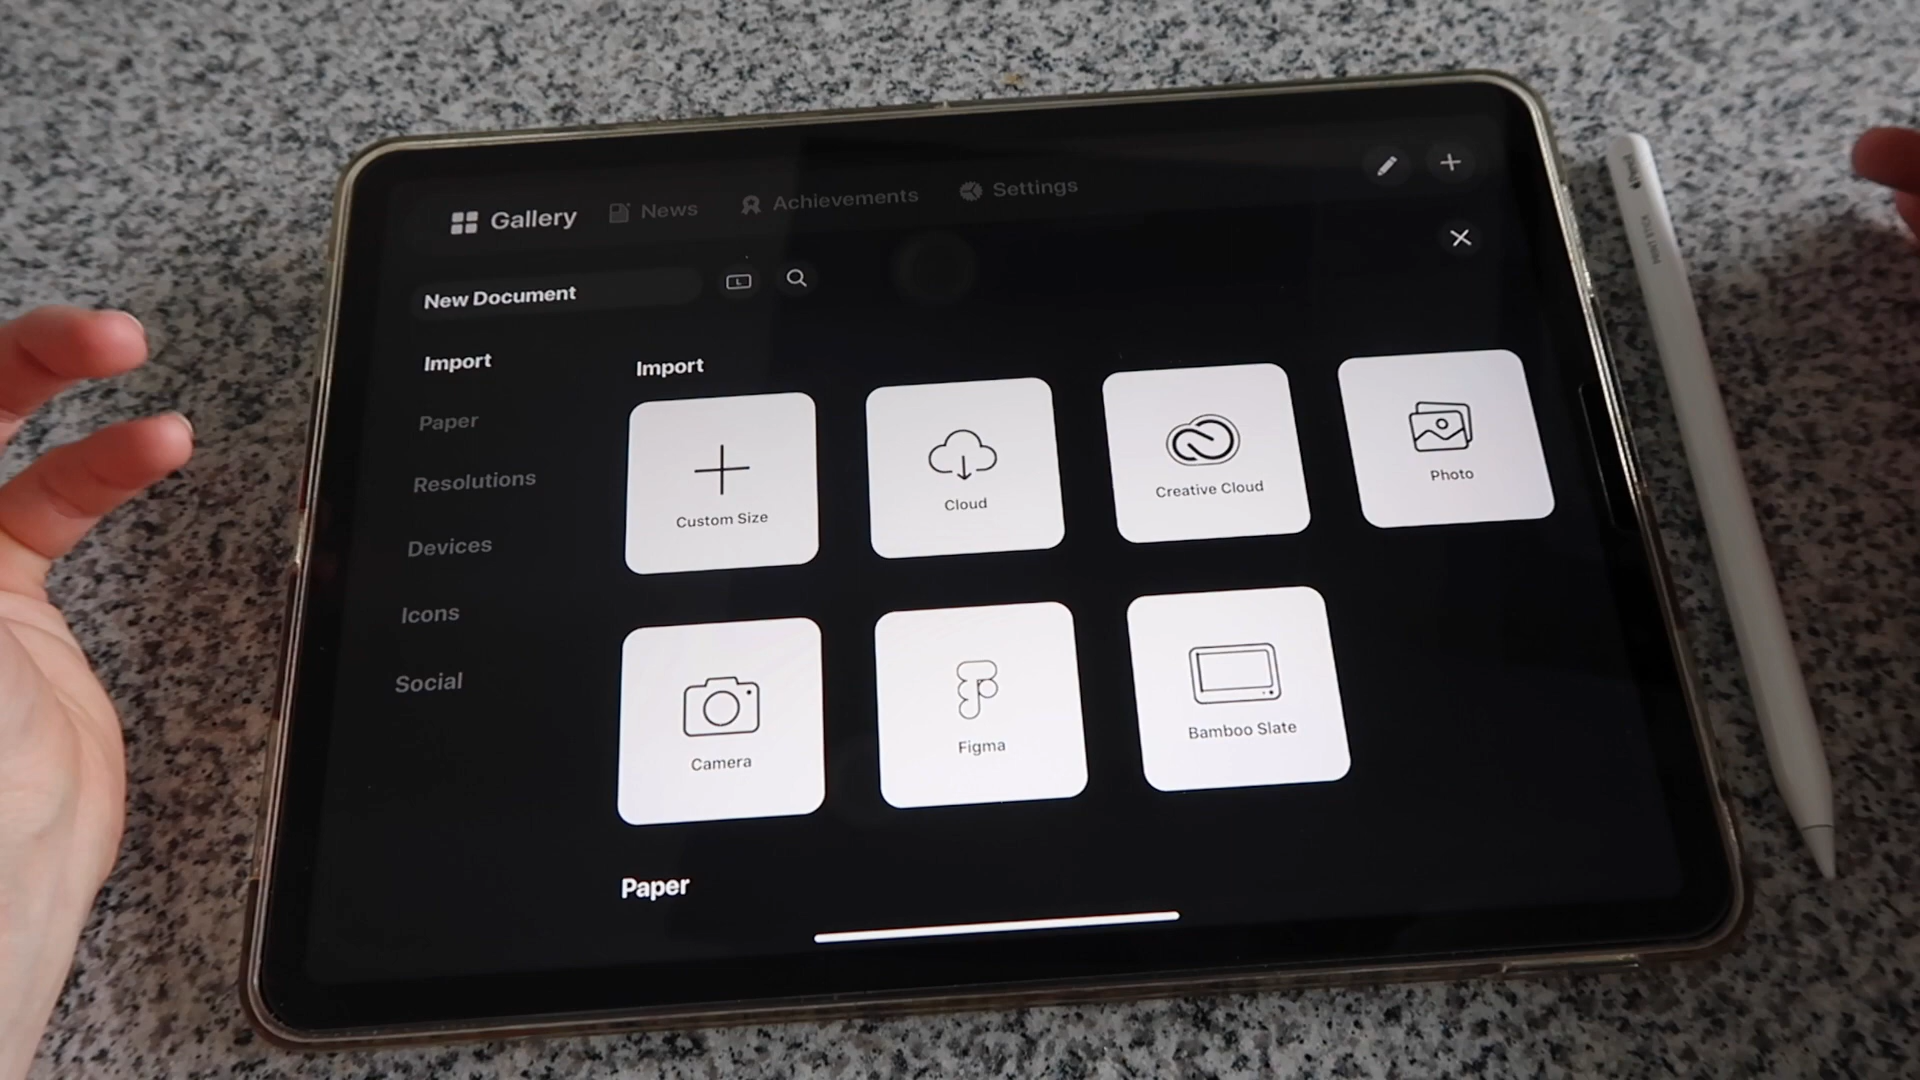 Gallery News Achievements Settings
New Document L
Import
Paper
Resolutions
Devices
Icons
Social
Import
Custom Size
Cloud
Creative Cloud
Photo
Camera
Figma
Bamboo Slate
Paper